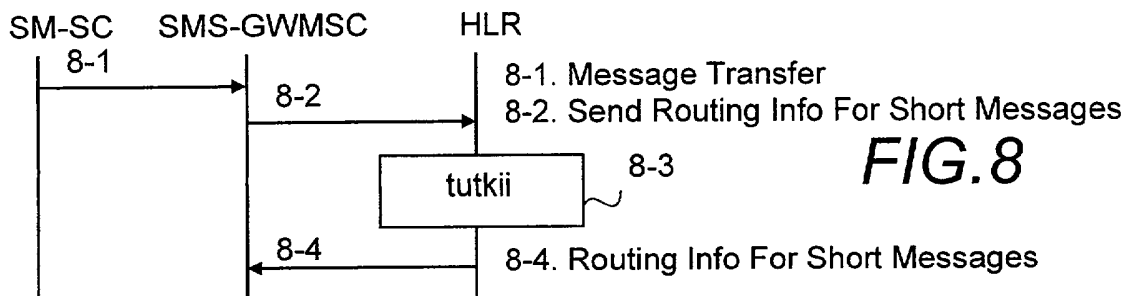 SM-SC SMS-GWMSC HLR
8-1
8-1. Message Transfer
8-2
8-2. Send Routing Info For Short Messages
FIG.8
8-3
tutkii
8-4
8-4. Routing Info For Short Messages